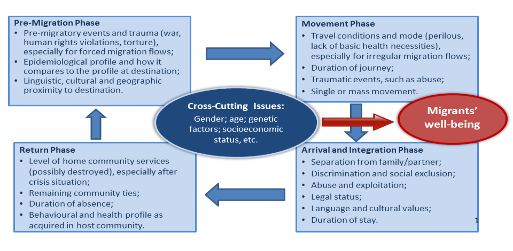 Pre-Migration Phase
• Pre-migratory events and trauma (war,
human rights violations, torture),
especially for forced migration flows;
• Epidemiological profile and how it
compares to the profile at destination;
• Linguistic, cultural and geographic
proximity to destination.
Movement Phase
• Travel conditions and mode (perilous,
lack of basic health necessities),
especially for irregular migration flows;
• Duration of journey;
• Traumatic events, such as abuse;
• Single or mass movement.
Cross-Cutting Issues:
Gender; age; genetic
factors; socioeconomic
status, etc.
Migrants'
well-being
Return Phase
• Level of home community services
(possibly destroyed), especially after
crisis situation;
• Remaining community ties;
• Duration of absence;
• Behavioural and health profile as
acquired in host community.
Arrival and Integration Phase
• Separation from family/partner;
• Discrimination and social exclusion;
• Abuse and exploitation;
• Legal status;
• Language and cultural values;
• Duration of stay.
1